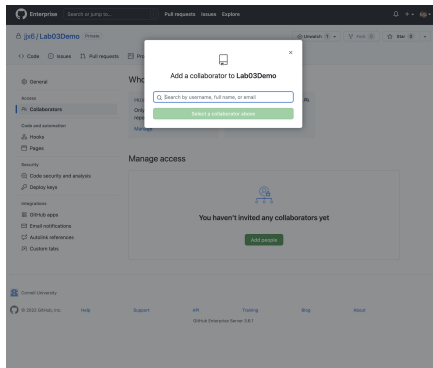 Enterprise
Search or jump to...
Pull requests Issues Explore
jjs6 / Lab03Demo Private
Unwatch 1
Fork 0
Star 0
Code Issues Pull requests
Add a collaborator to Lab03Demo
Search by username, full name, or email
Select a collaborator above
General
Access
Collaborators
Code and automation
Hooks
Pages
Security
Code security and analysis
Deploy keys
Integrations
GitHub apps
Email notifications
Autolink references
Custom tabs
Manage
Manage access
You haven't invited any collaborators yet
Add people
Cornell University
© 2022 GitHub, Inc. Help Support API Training Blog About
GitHub Enterprise Server 3.6.1